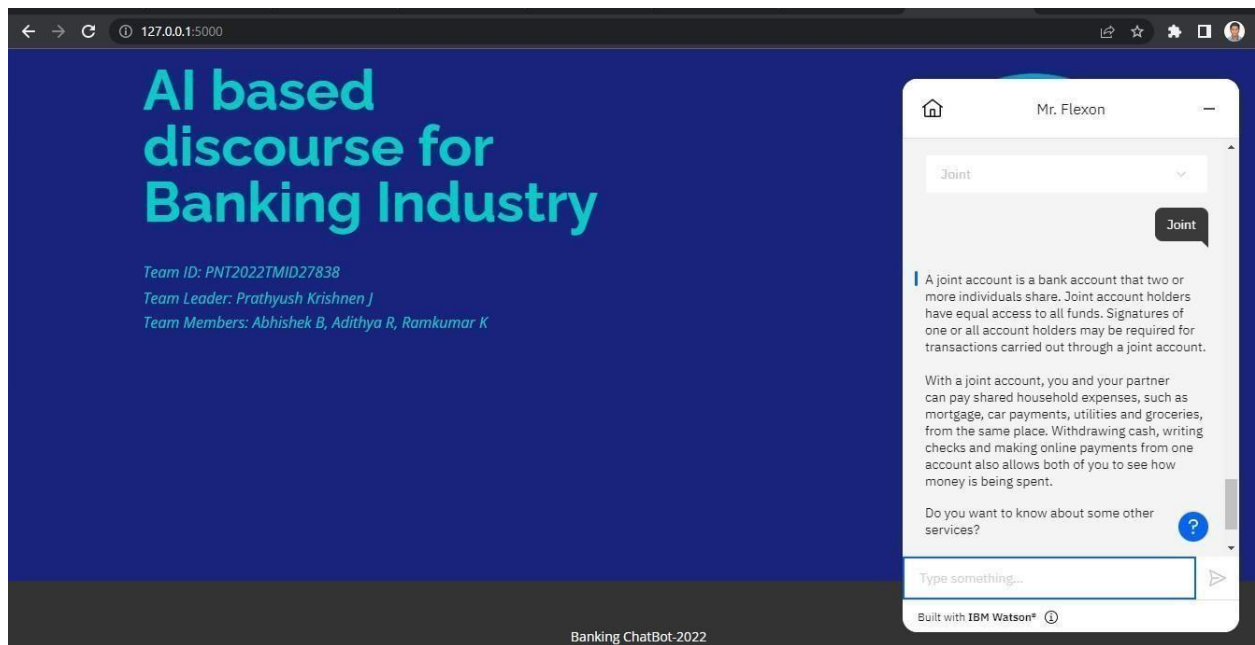 127.0.0.1:5000
AI based
discourse for
Banking Industry
Team ID: PNT2022TMID27838
Team Leader: Prathyush Krishnen J
Team Members: Abhishek B, Adithya R, Ramkumar K
Mr. Flexon
Joint
Joint
A joint account is a bank account that two or
more individuals share. Joint account holders
have equal access to all funds. Signatures of
one or all account holders may be required for
transactions carried out through a joint account.
With a joint account, you and your partner
can pay shared household expenses, such as
mortgage, car payments, utilities and groceries,
from the same place. Withdrawing cash, writing
checks and making online payments from one
account also allows both of you to see how
money is being spent.
Do you want to know about some other
services?
?
Type something...
Built with IBM Watson®
Banking ChatBot-2022